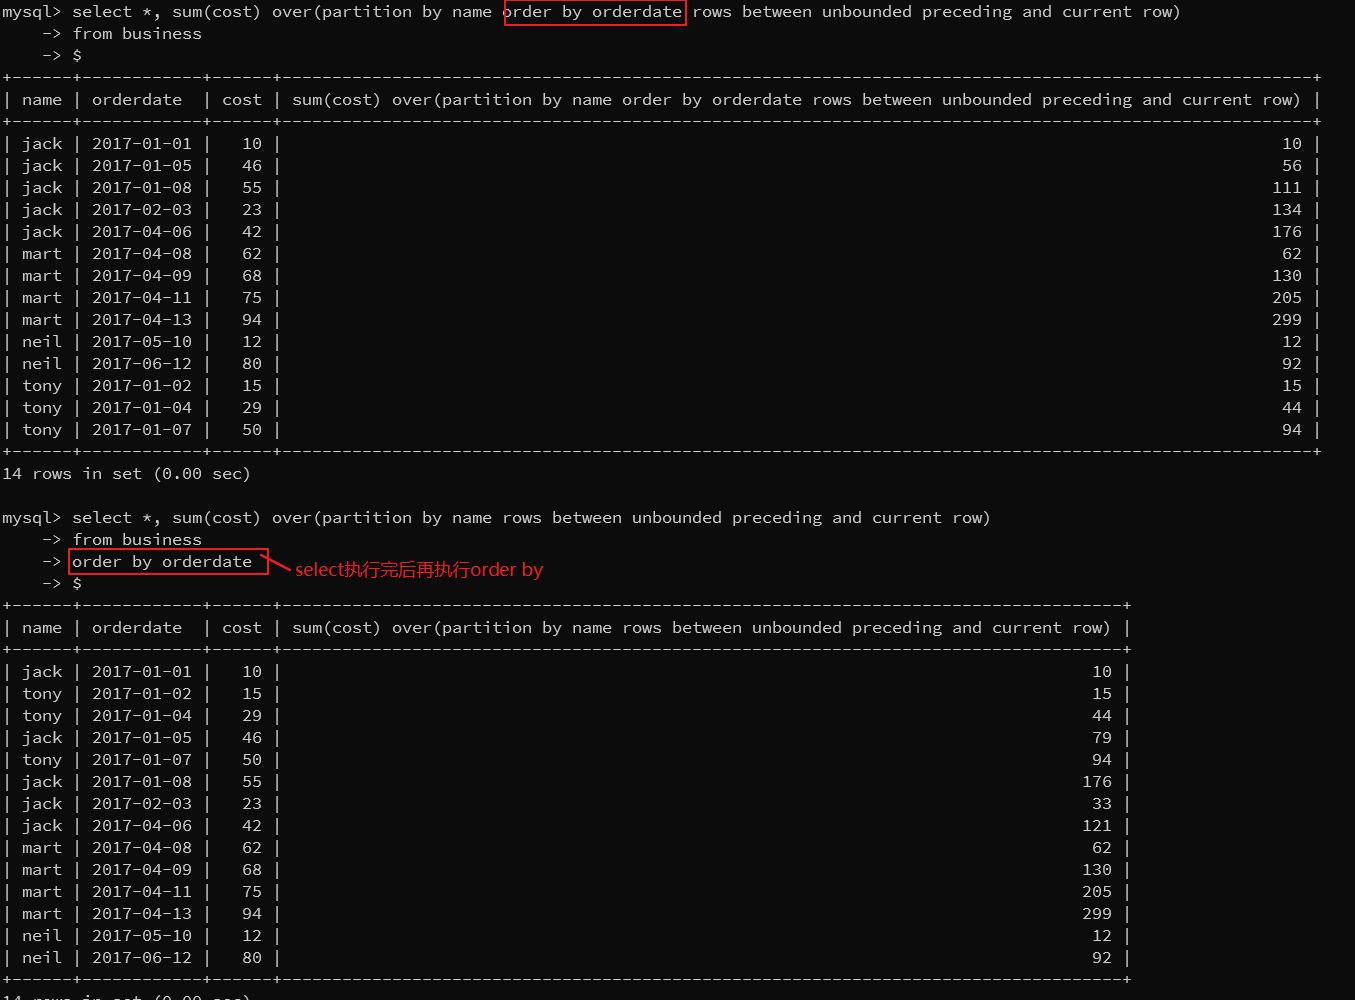 mysql> select *, sum(cost) over(partition by name order by orderdate rows between unbounded preceding and current row)
    -> from business
    -> $
+------+------------+------+-------------------------------------------------------------------------------------------------------+
| name | orderdate  | cost | sum(cost) over(partition by name order by orderdate rows between unbounded preceding and current row) |
+------+------------+------+-------------------------------------------------------------------------------------------------------+
| jack | 2017-01-01 | 10 | 10 |
| jack | 2017-01-05 | 46 | 56 |
| jack | 2017-01-08 | 55 | 111 |
| jack | 2017-02-03 | 23 | 134 |
| jack | 2017-04-06 | 42 | 176 |
| mart | 2017-04-08 | 62 | 62 |
| mart | 2017-04-09 | 68 | 130 |
| mart | 2017-04-11 | 75 | 205 |
| mart | 2017-04-13 | 94 | 299 |
| neil | 2017-05-10 | 12 | 12 |
| neil | 2017-06-12 | 80 | 92 |
| tony | 2017-01-02 | 15 | 15 |
| tony | 2017-01-04 | 29 | 44 |
| tony | 2017-01-07 | 50 | 94 |
+------+------------+------+-------------------------------------------------------------------------------------------------------+
14 rows in set (0.00 sec)
mysql> select *, sum(cost) over(partition by name rows between unbounded preceding and current row)
    -> from business
    -> order by orderdate
select执行完后再执行order by
    -> $
+------+------------+------+------------------------------------------------------------------------------------+
| name | orderdate  | cost | sum(cost) over(partition by name rows between unbounded preceding and current row) |
+------+------------+------+------------------------------------------------------------------------------------+
| jack | 2017-01-01 | 10 | 10 |
| tony | 2017-01-02 | 15 | 15 |
| tony | 2017-01-04 | 29 | 44 |
| jack | 2017-01-05 | 46 | 79 |
| tony | 2017-01-07 | 50 | 94 |
| jack | 2017-01-08 | 55 | 176 |
| jack | 2017-02-03 | 23 | 33 |
| jack | 2017-04-06 | 42 | 121 |
| mart | 2017-04-08 | 62 | 62 |
| mart | 2017-04-09 | 68 | 130 |
| mart | 2017-04-11 | 75 | 205 |
| mart | 2017-04-13 | 94 | 299 |
| neil | 2017-05-10 | 12 | 12 |
| neil | 2017-06-12 | 80 | 92 |
+------+------------+------+------------------------------------------------------------------------------------+
14 rows in set (0.00 sec)